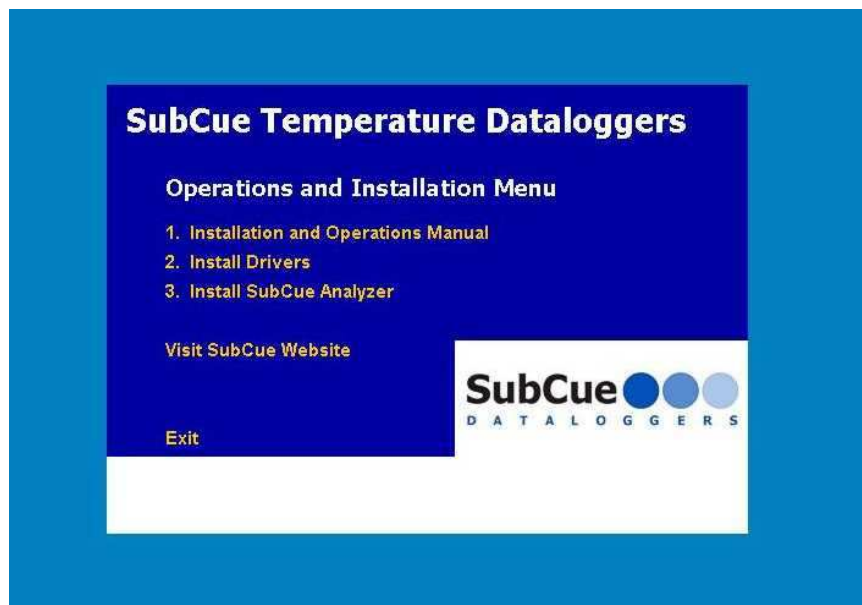 SubCue Temperature Dataloggers
Operations and Installation Menu
1. Installation and Operations Manual
2. Install Drivers
3. Install SubCue Analyzer
Visit SubCue Website
SubCue
DATALOGGERS
Exit